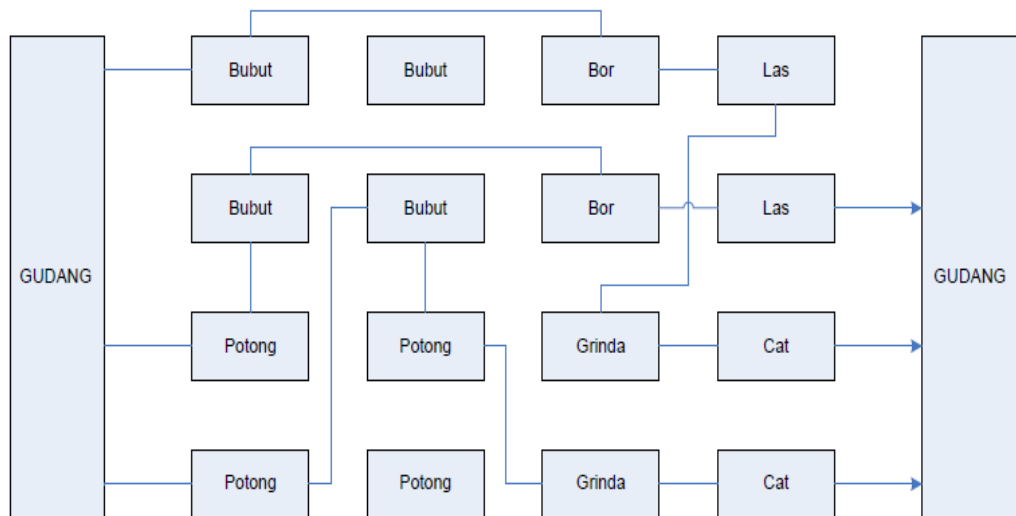 Bubut
Bubut
Bor
Las
Bubut
Bubut
Bor
Las
GUDANG
GUDANG
Potong
Potong
Grinda
Cat
Potong
Potong
Grinda
Cat